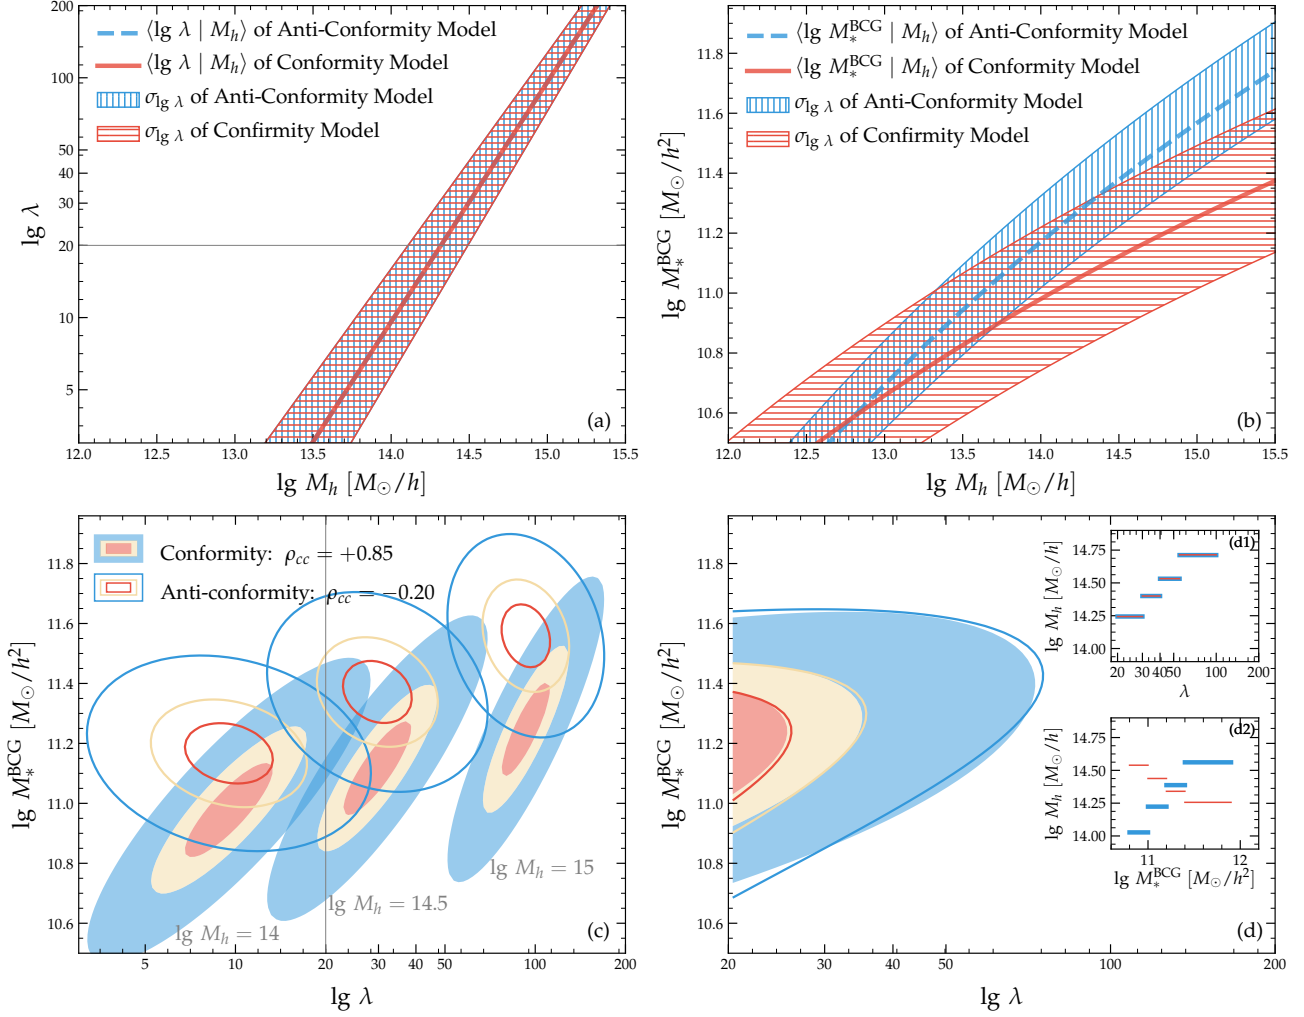 ⟨lg λ | M_h⟩ of Anti-Conformity Model
⟨lg λ | M_h⟩ of Conformity Model
σ_lg λ of Anti-Conformity Model
σ_lg λ of Confirmity Model
200
100
50
40
30
20
10
5
lg λ
(a)
12.0 12.5 13.0 13.5 14.0 14.5 15.0 15.5
lg M_h [M_⊙/h]
⟨lg M_*^BCG | M_h⟩ of Anti-Conformity Model
⟨lg M_*^BCG | M_h⟩ of Conformity Model
σ_lg λ of Anti-Conformity Model
σ_lg λ of Confirmity Model
11.8
11.6
11.4
11.2
11.0
10.8
10.6
lg M_*^BCG [M_⊙/h²]
(b)
12.0 12.5 13.0 13.5 14.0 14.5 15.0 15.5
lg M_h [M_⊙/h]
Conformity: ρ_cc = +0.85
Anti-conformity: ρ_cc = −0.20
11.8
11.6
11.4
11.2
11.0
10.8
10.6
lg M_*^BCG [M_⊙/h²]
lg M_h = 15
lg M_h = 14.5
lg M_h = 14
(c)
5 10 20 30 40 50 100 200
lg λ
11.8
11.6
11.4
11.2
11.0
10.8
10.6
lg M_*^BCG [M_⊙/h²]
(d1)
14.75
14.50
14.25
14.00
lg M_h [M_⊙/h]
20 30 40 50 100 200
λ
(d2)
14.75
14.50
14.25
14.00
lg M_h [M_⊙/h]
11 12
lg M_*^BCG [M_⊙/h²]
(d)
20 30 40 50 100 200
lg λ